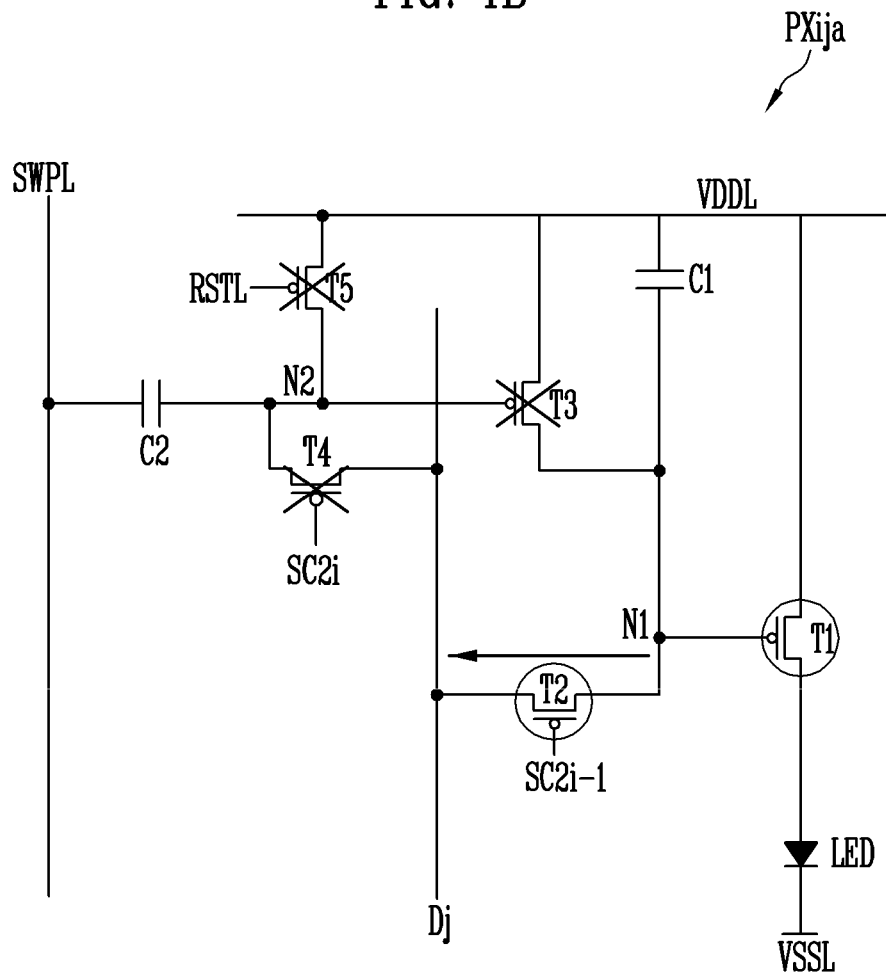 PXija
SWPL
VDDL
RSTL
T5
C1
N2
T3
C2
T4
SC2i
N1
T1
T2
SC2i-1
LED
Dj
VSSL